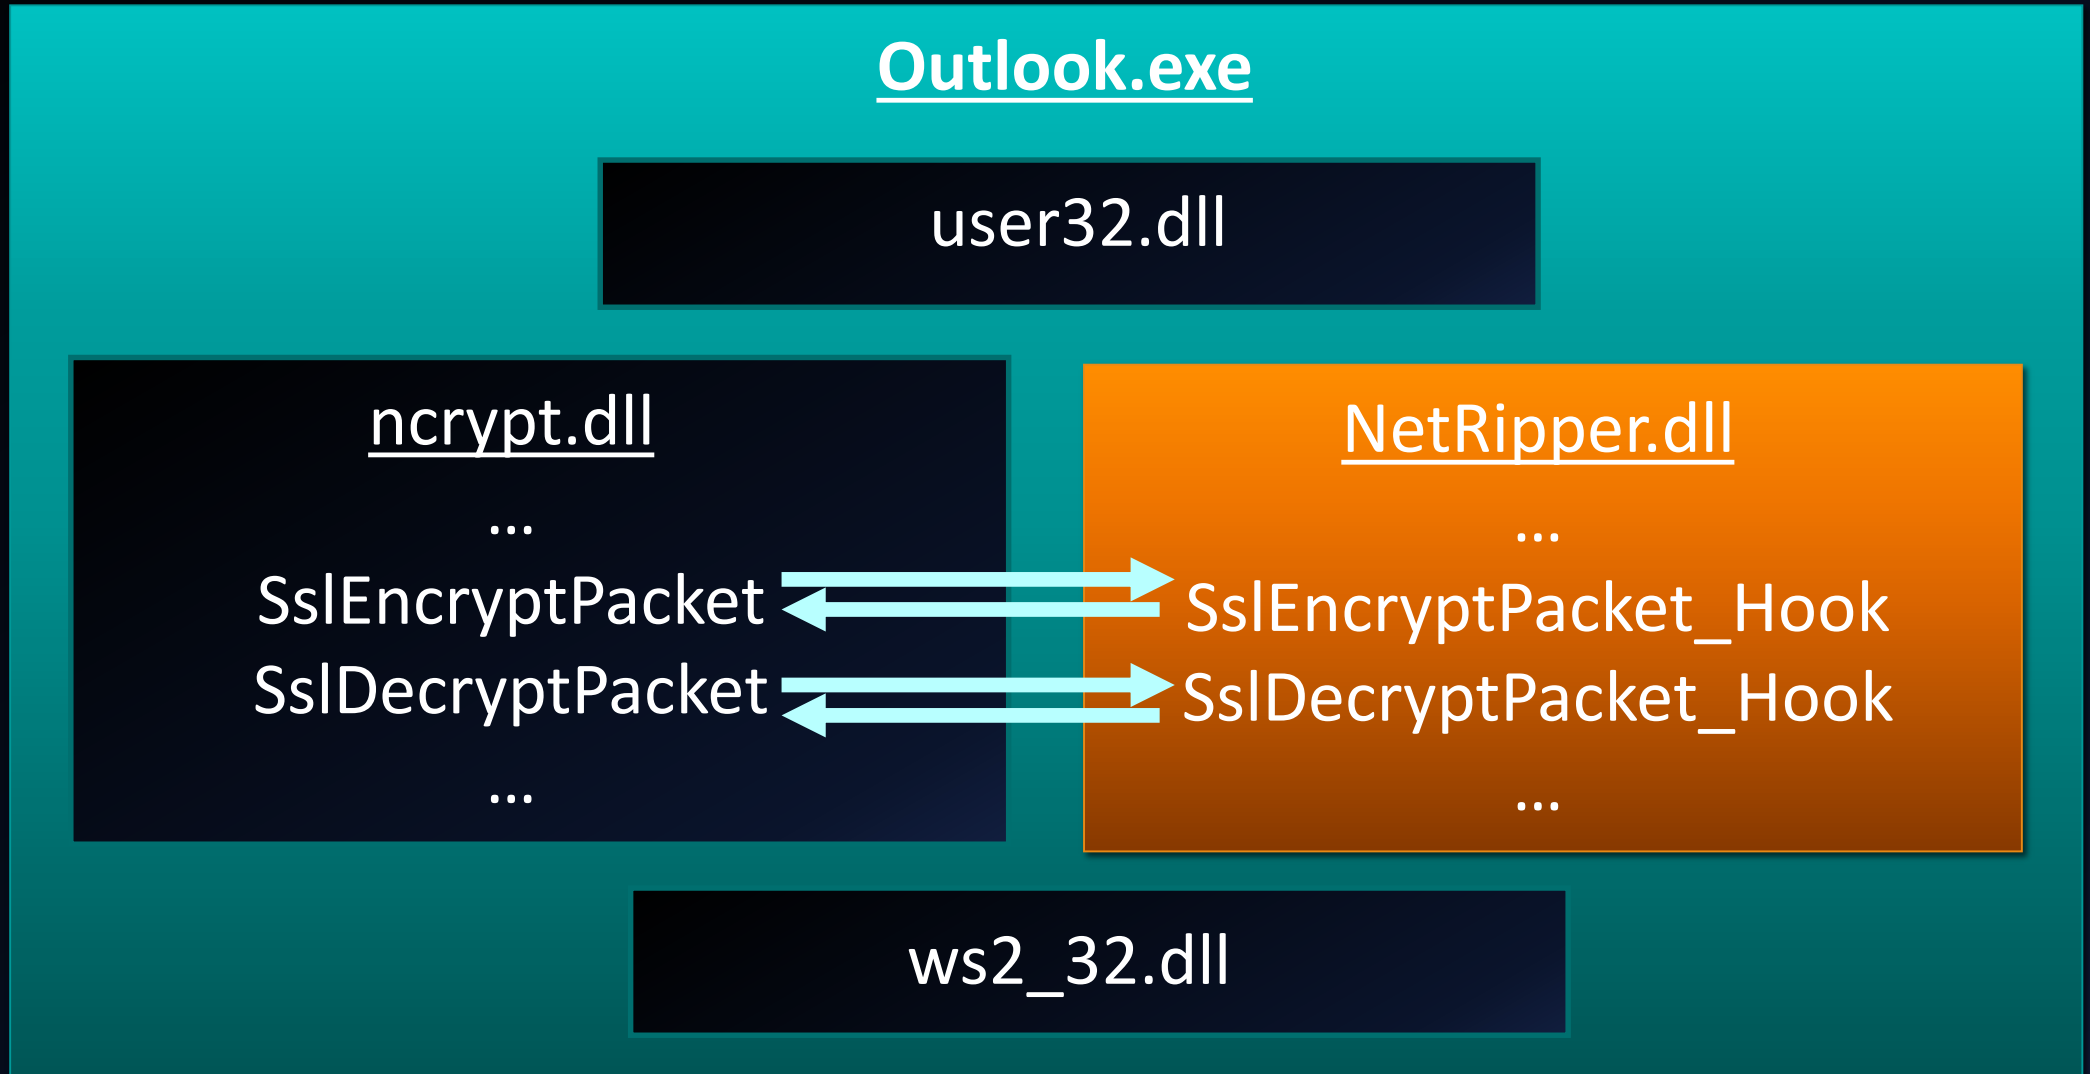 Outlook.exe
user32.dll
ncrypt.dll
...
SslEncryptPacket
SslDecryptPacket
...
NetRipper.dll
...
SslEncryptPacket_Hook
SslDecryptPacket_Hook
...
ws2_32.dll